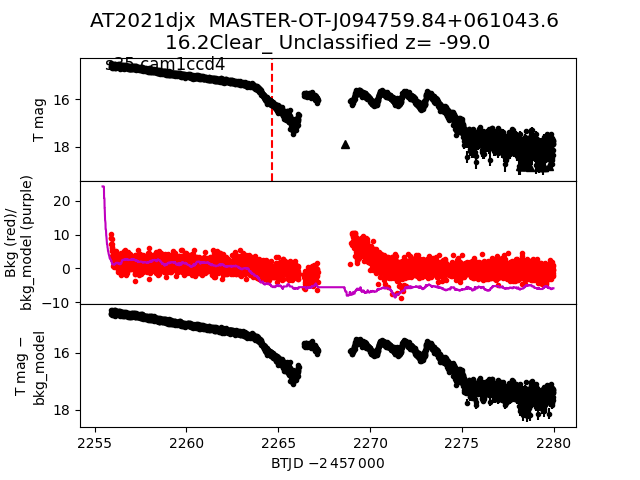 AT2021djx  MASTER-OT-J094759.84+061043.6
16.2Clear_ Unclassified z= -99.0
s35 cam1ccd4
T mag
16
18
Bkg (red)/
bkg_model (purple)
20
10
0
−10
T mag −
bkg_model
16
18
2255
2260
2265
2270
2275
2280
BTJD −2 457 000